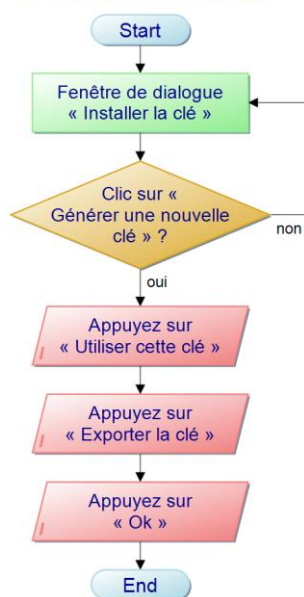 Start
Fenêtre de dialogue
« Installer la clé »
Clic sur «
Générer une nouvelle
clé » ?
non
oui
Appuyez sur
« Utiliser cette clé »
Appuyez sur
« Exporter la clé »
Appuyez sur
« Ok »
End